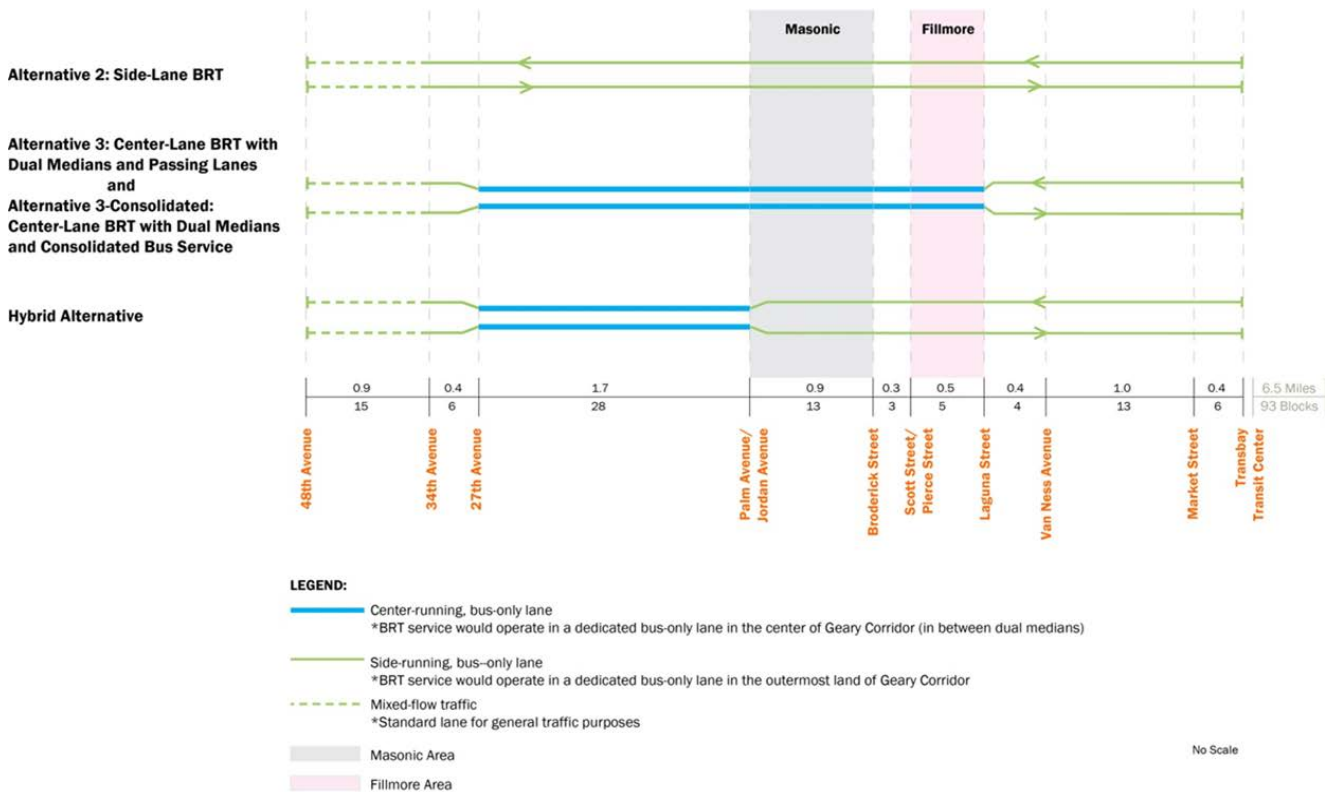 Masonic
Fillmore
Alternative 2: Side-Lane BRT
Alternative 3: Center-Lane BRT with
Dual Medians and Passing Lanes
and
Alternative 3-Consolidated:
Center-Lane BRT with Dual Medians
and Consolidated Bus Service
Hybrid Alternative
0.9 0.4 1.7 0.9 0.3 0.5 0.4 1.0 0.4 6.5 Miles
15 6 28 13 3 5 4 13 6 93 Blocks
48th Avenue
34th Avenue
27th Avenue
Palm Avenue/
Jordan Avenue
Broderick Street
Scott Street/
Pierce Street
Laguna Street
Van Ness Avenue
Market Street
Transbay
Transit Center
LEGEND:
Center-running, bus-only lane
*BRT service would operate in a dedicated bus-only lane in the center of Geary Corridor (in between dual medians)
Side-running, bus--only lane
*BRT service would operate in a dedicated bus-only lane in the outermost land of Geary Corridor
Mixed-flow traffic
*Standard lane for general traffic purposes
Masonic Area
No Scale
Fillmore Area